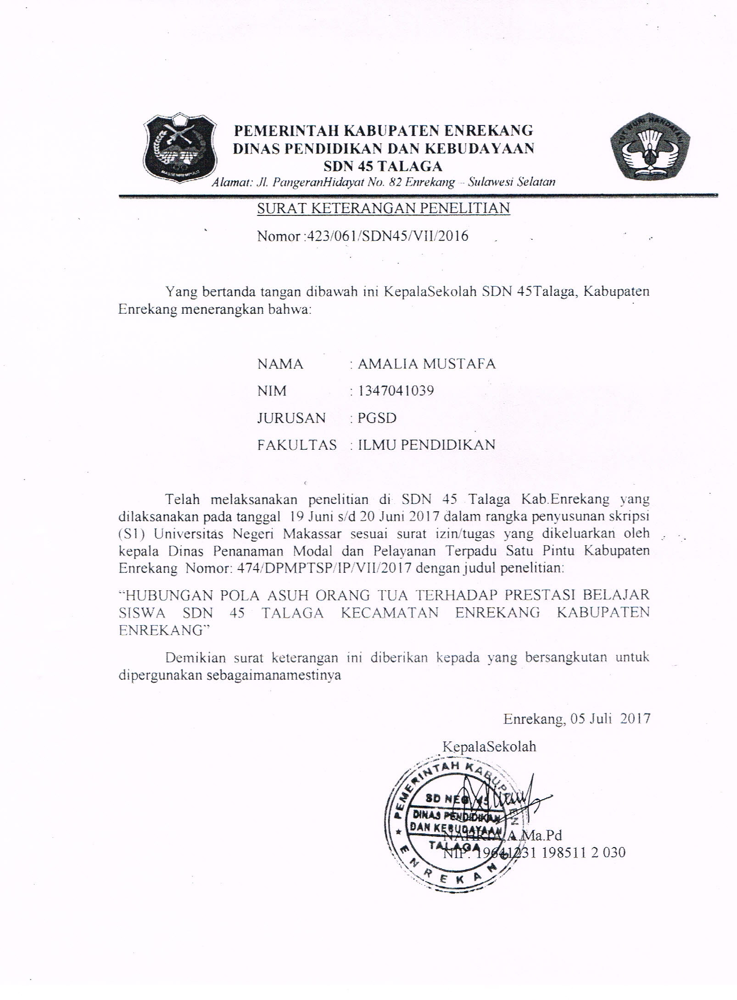 PEMERINTAH KABUPATEN ENREKANG
DINAS PENDIDIKAN DAN KEBUDAYAAN
SDN 45 TALAGA
Alamat: Jl. PangeranHidayat No. 82 Enrekang – Sulawesi Selatan
MASSENREMPULU
TUT WURI HANDAYANI
SURAT KETERANGAN PENELITIAN
Nomor :423/061/SDN45/VII/2016
Yang bertanda tangan dibawah ini KepalaSekolah SDN 45Talaga, Kabupaten
Enrekang menerangkan bahwa:
NAMA : AMALIA MUSTAFA
NIM : 1347041039
JURUSAN : PGSD
FAKULTAS : ILMU PENDIDIKAN
Telah melaksanakan penelitian di SDN 45 Talaga Kab.Enrekang yang
dilaksanakan pada tanggal 19 Juni s/d 20 Juni 2017 dalam rangka penyusunan skripsi
(S1) Universitas Negeri Makassar sesuai surat izin/tugas yang dikeluarkan oleh
kepala Dinas Penanaman Modal dan Pelayanan Terpadu Satu Pintu Kabupaten
Enrekang Nomor: 474/DPMPTSP/IP/VII/2017 dengan judul penelitian:
“HUBUNGAN POLA ASUH ORANG TUA TERHADAP PRESTASI BELAJAR
SISWA SDN 45 TALAGA KECAMATAN ENREKANG KABUPATEN
ENREKANG”
Demikian surat keterangan ini diberikan kepada yang bersangkutan untuk
dipergunakan sebagaimanamestinya
Enrekang, 05 Juli 2017
KepalaSekolah
PEMERINTAH KABUPATEN
SD NEG. 45
DINAS PENDIDIKAN
DAN KEBUDAYAAN
TALAGA
ENREKANG
A.Ma.Pd
NIP. 19641231 198511 2 030